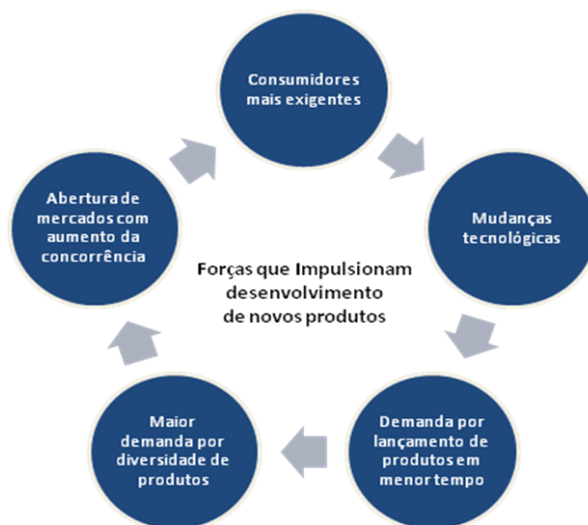 Consumidores
mais exigentes
Mudanças
tecnológicas
Demanda por
lançamento de
produtos em
menor tempo
Maior
demanda por
diversidade de
produtos
Abertura de
mercados com
aumento da
concorrência
Forças que Impulsionam
desenvolvimento
de novos produtos